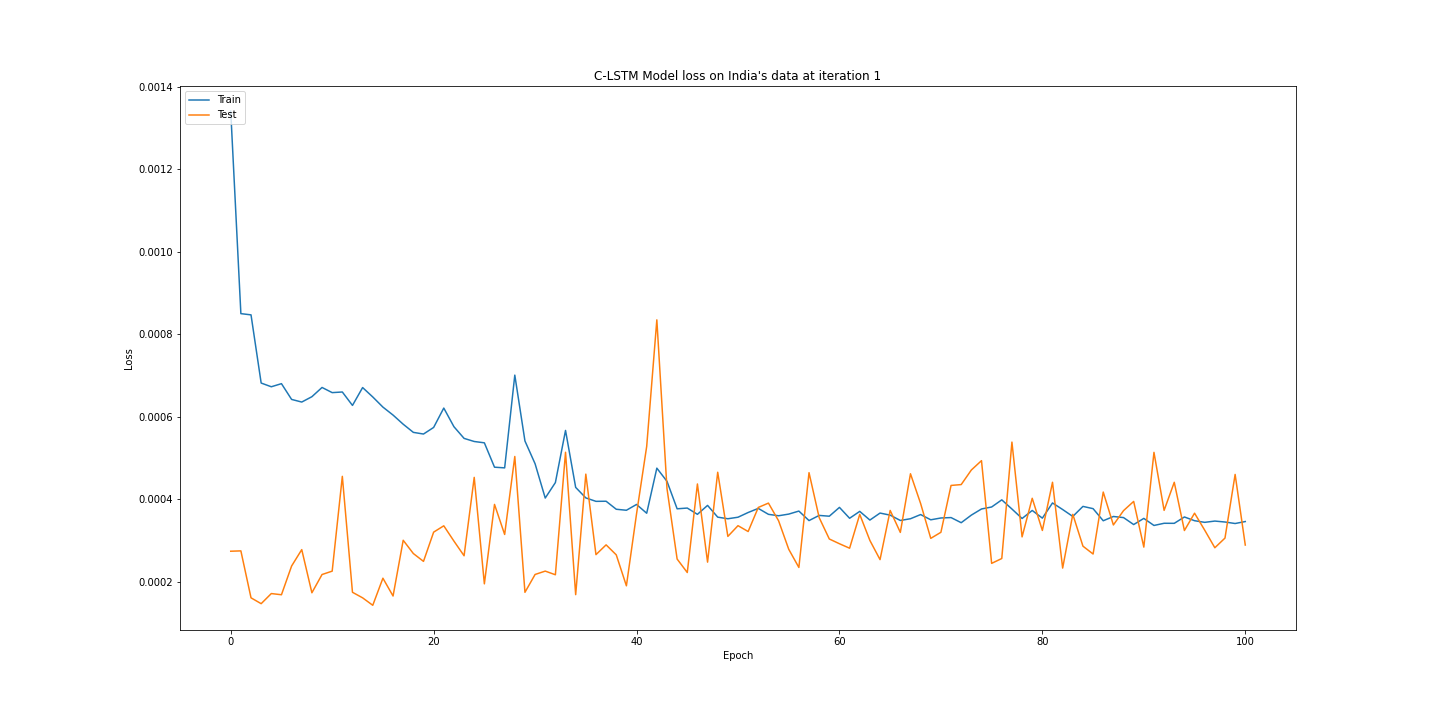 C-LSTM Model loss on India's data at iteration 1
Train
Test
0.0014
0.0012
0.0010
0.0008
0.0006
0.0004
0.0002
Loss
0 20 40 60 80 100
Epoch